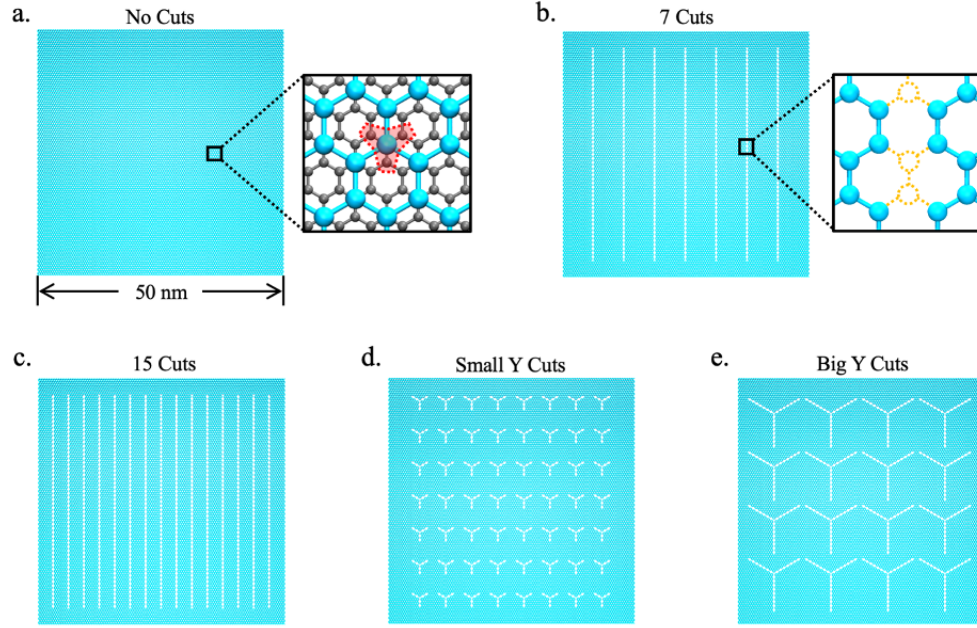 a.
No Cuts
50 nm
b.
7 Cuts
c.
15 Cuts
d.
Small Y Cuts
e.
Big Y Cuts